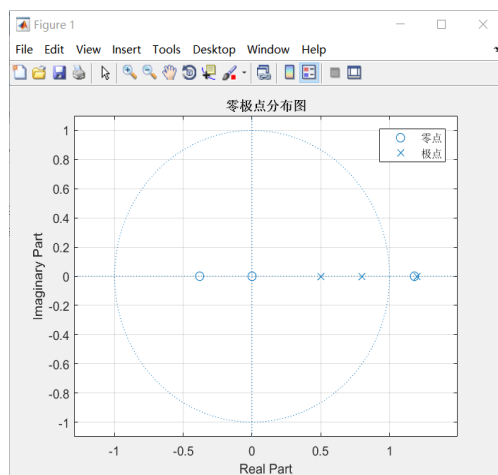 Figure 1
File Edit View Insert Tools Desktop Window Help
零极点分布图
零点
极点
1
0.8
0.6
0.4
0.2
0
-0.2
-0.4
-0.6
-0.8
-1
Imaginary Part
-1 -0.5 0 0.5 1
Real Part